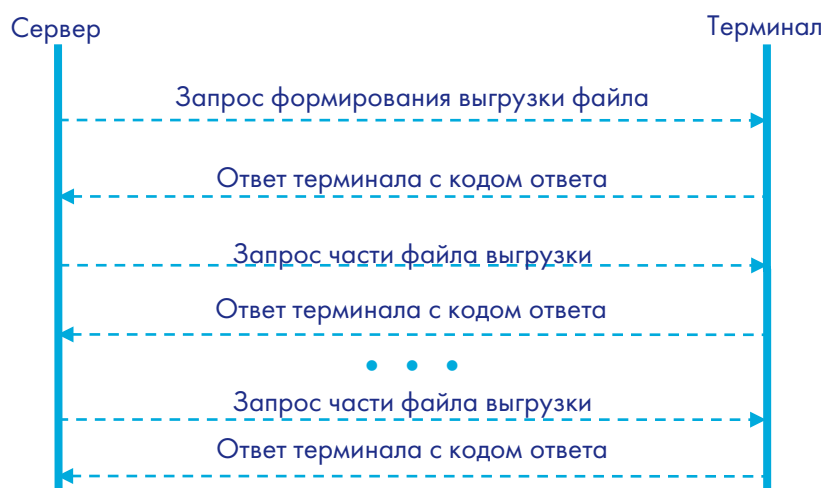 Сервер
Терминал
Запрос формирования выгрузки файла
Ответ терминала с кодом ответа
Запрос части файла выгрузки
Ответ терминала с кодом ответа
Запрос части файла выгрузки
Ответ терминала с кодом ответа